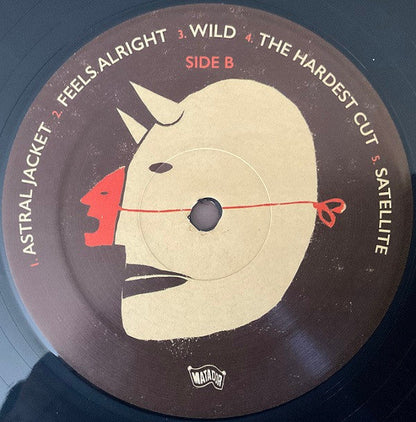 1. ASTRAL JACKET 2. FEELS ALRIGHT 3. WILD 4. THE HARDEST CUT 5. SATELLITE
SIDE B
MATADOR